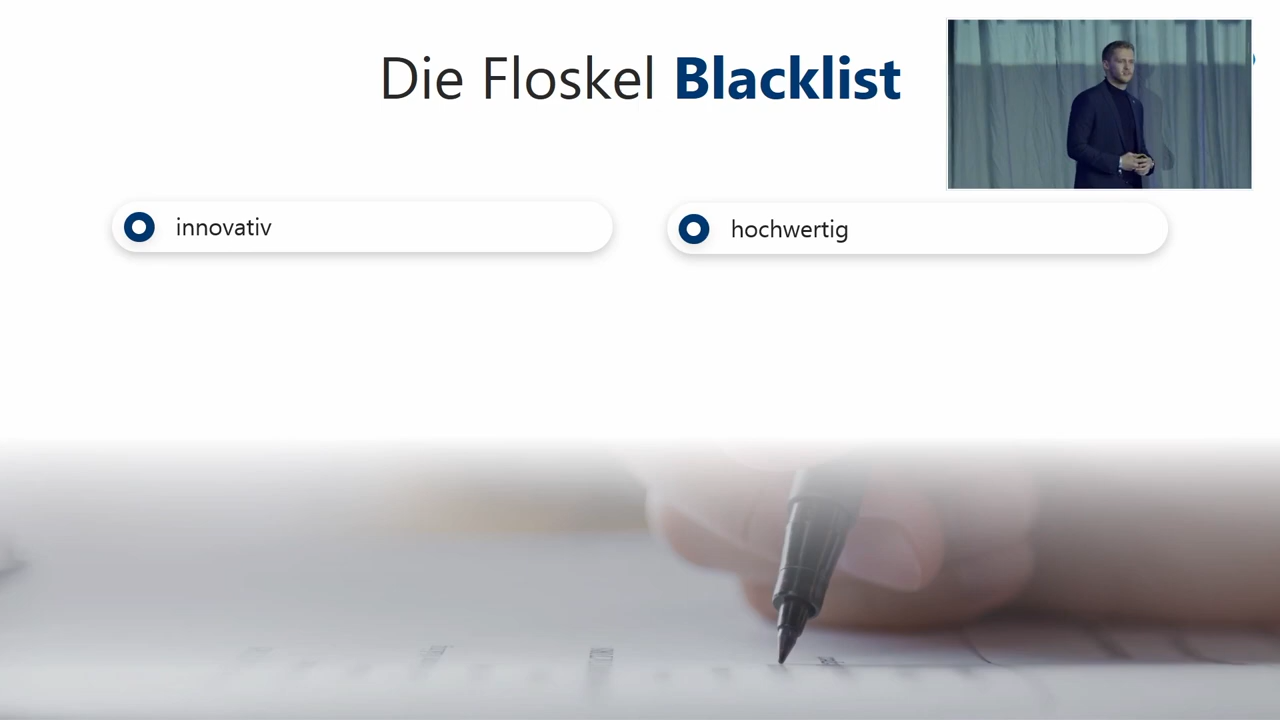 Die Floskel Blacklist
innovativ
hochwertig